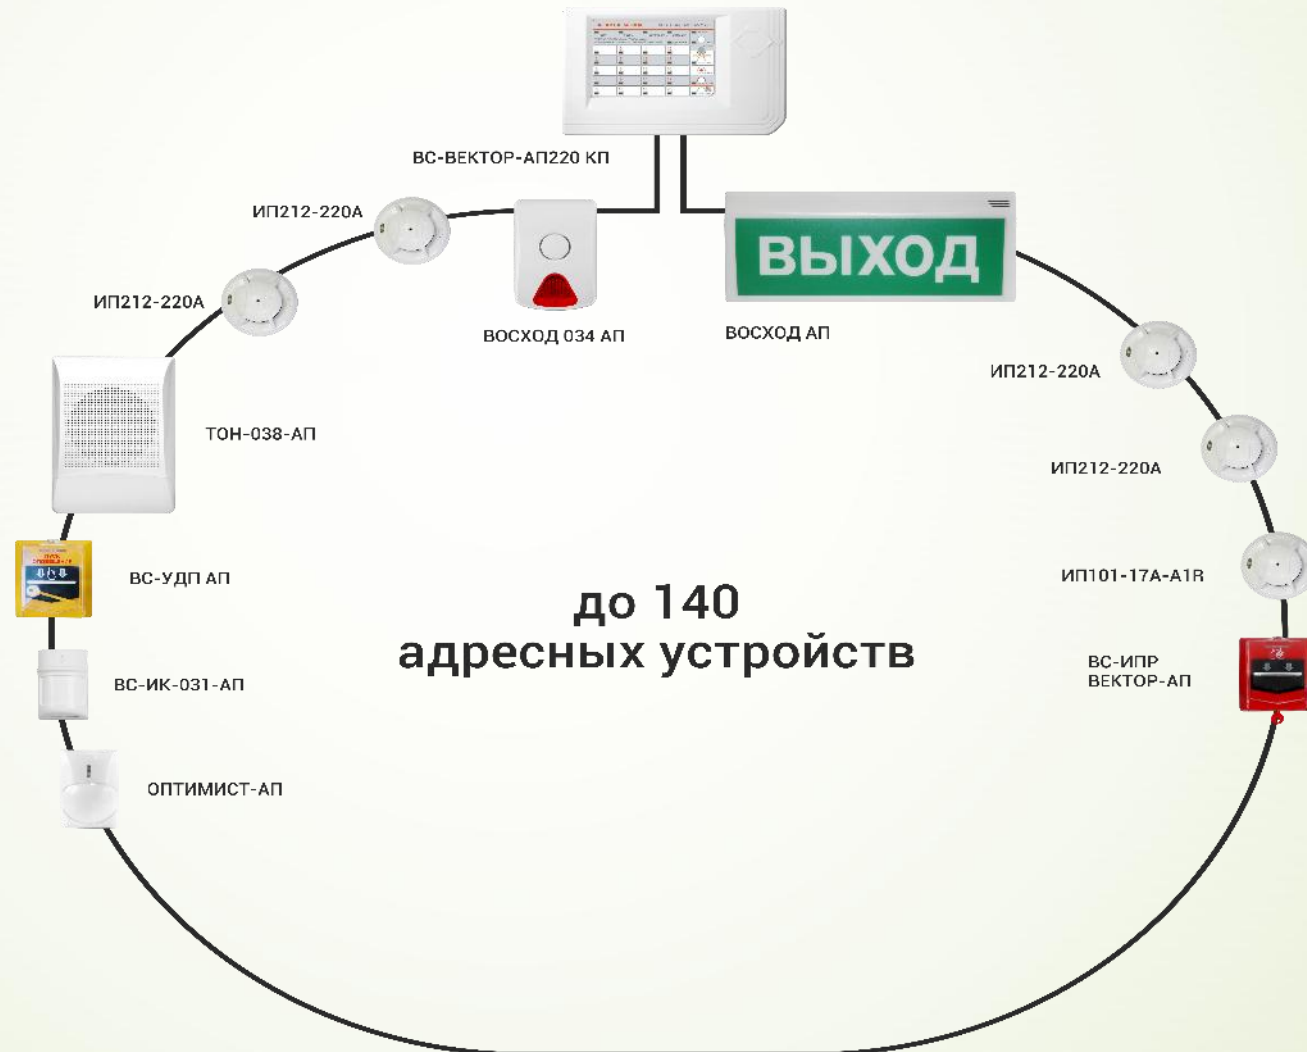 ВС-ВЕКТОР-АП220 КП
ИП212-220А
ВЫХОД
ИП212-220А
ВОСХОД 034 АП
ВОСХОД АП
ИП212-220А
ТОН-038-АП
ИП212-220А
ВС-УДП АП
ИП101-17А-A1R
до 140
адресных устройств
ВС-ИК-031-АП
ВС-ИПР
ВЕКТОР-АП
ОПТИМИСТ-АП